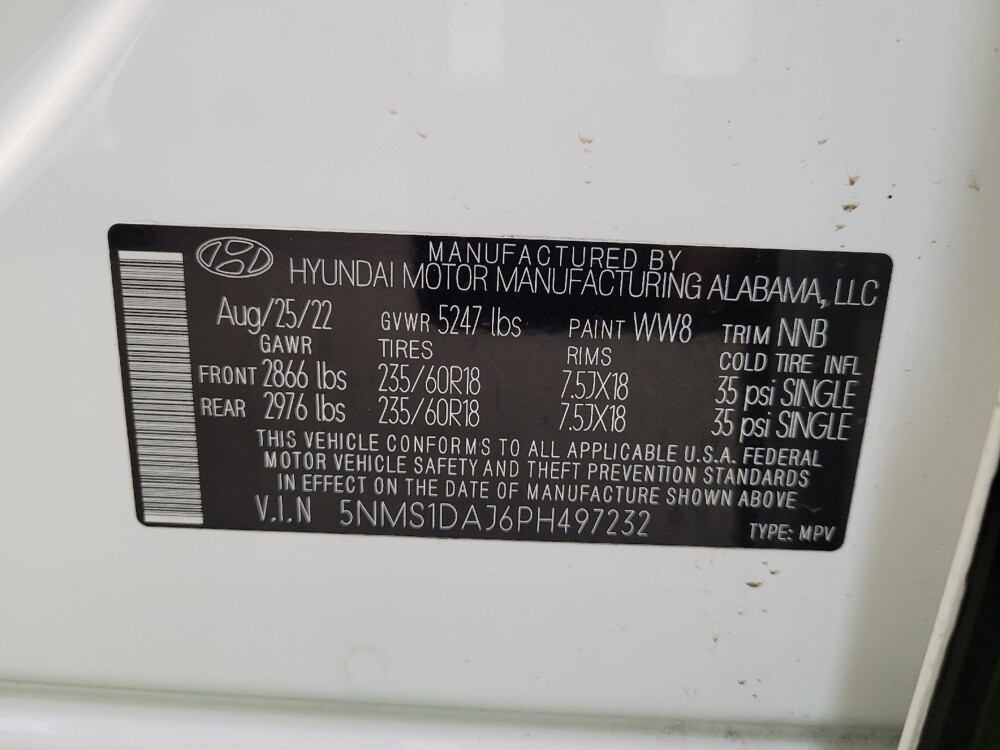 MANUFACTURED BY
HYUNDAI MOTOR MANUFACTURING ALABAMA, LLC
Aug/25/22 GVWR 5247 lbs PAINT WW8 TRIM NNB
GAWR TIRES RIMS COLD TIRE INFL
FRONT 2866 lbs 235/60R18 7.5JX18 35 psi SINGLE
REAR 2976 lbs 235/60R18 7.5JX18 35 psi SINGLE
THIS VEHICLE CONFORMS TO ALL APPLICABLE U.S.A. FEDERAL
MOTOR VEHICLE SAFETY AND THEFT PREVENTION STANDARDS
IN EFFECT ON THE DATE OF MANUFACTURE SHOWN ABOVE
V.I.N 5NMS1DAJ6PH497232 TYPE: MPV